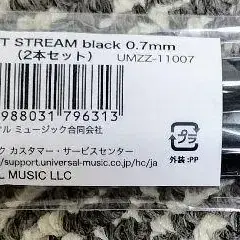 T STREAM black 0.7mm
(2本セット) UMZZ-11007
988031 796313
ル ミュージック合同会社
ク カスタマー・サービスセンター
/support.universal-music.co.jp/hc/ja
L MUSIC LLC
プラ
外装:PP